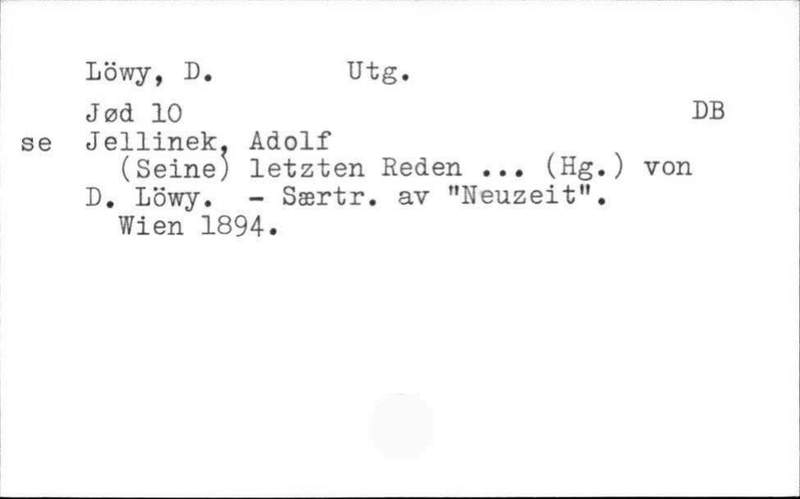 Löwy, D. Utg.
Jød 10 DB
se Jellinek, Adolf
(Seine) letzten Reden ... (Hg.) von
D. Löwy. - Særtr. av "Neuzeit".
Wien 1894.